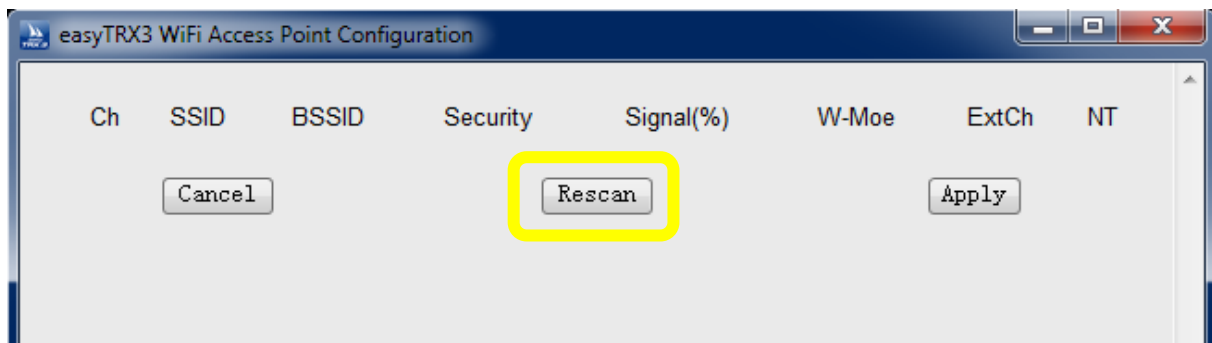 easyTRX3 WiFi Access Point Configuration
Ch SSID BSSID Security Signal(%) W-Moe ExtCh NT
Cancel Rescan Apply